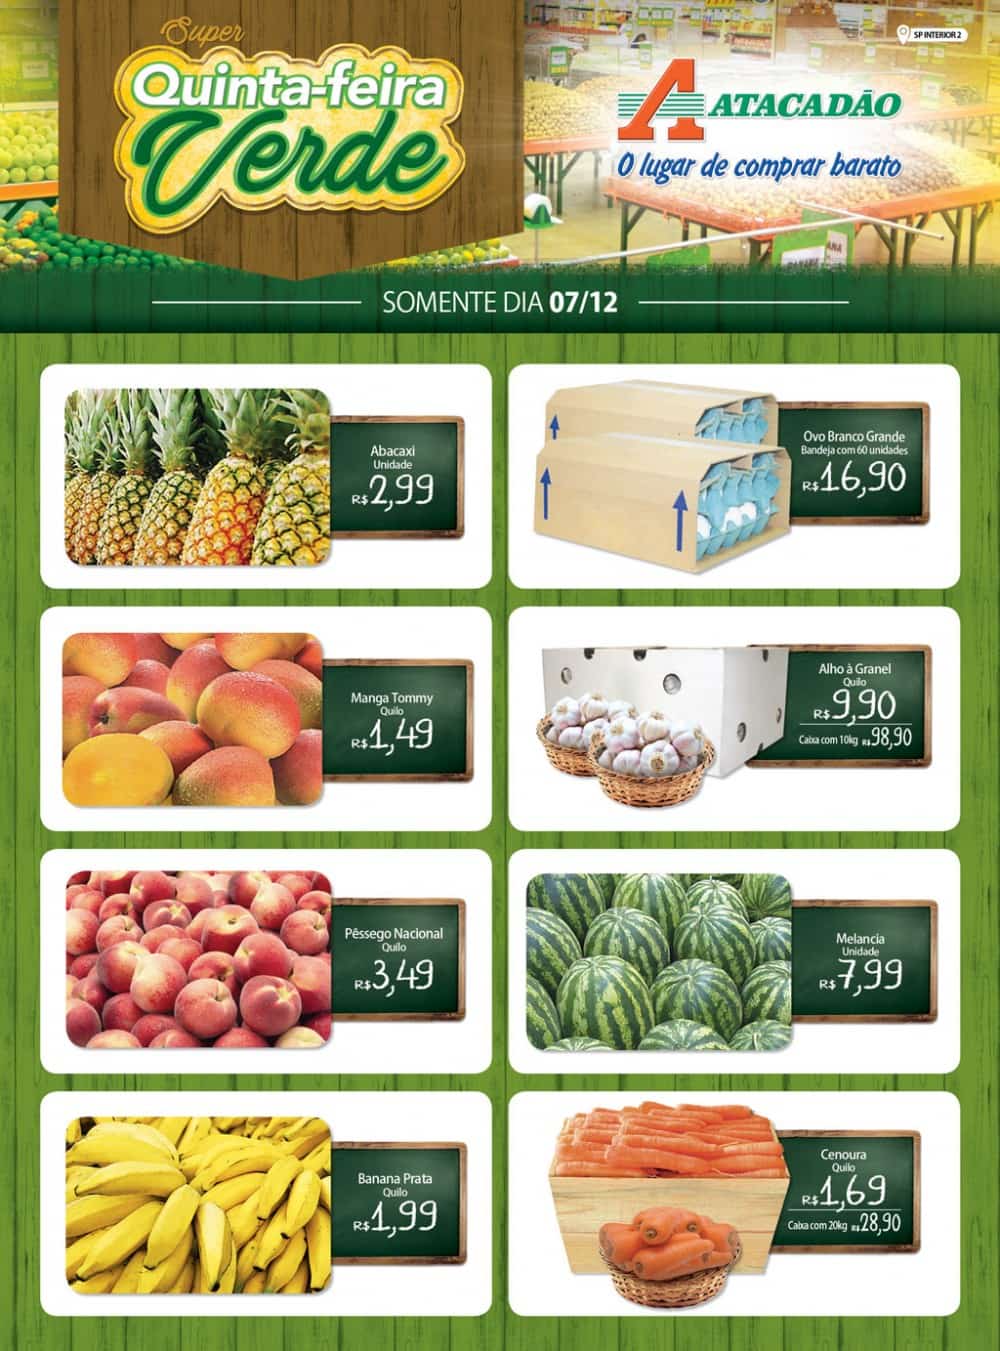 Super
Quinta-feira
Verde
SP INTERIOR 2
A ATACADÃO
O lugar de comprar barato
SOMENTE DIA 07/12
Abacaxi
Unidade
R$2,99
Ovo Branco Grande
Bandeja com 60 unidades
R$16,90
Manga Tommy
Quilo
R$1,49
Alho à Granel
Quilo
R$9,90
Caixa com 10kg R$98,90
Pêssego Nacional
Quilo
R$3,49
Melancia
Unidade
R$7,99
Banana Prata
Quilo
R$1,99
Cenoura
Quilo
R$1,69
Caixa com 20kg R$28,90